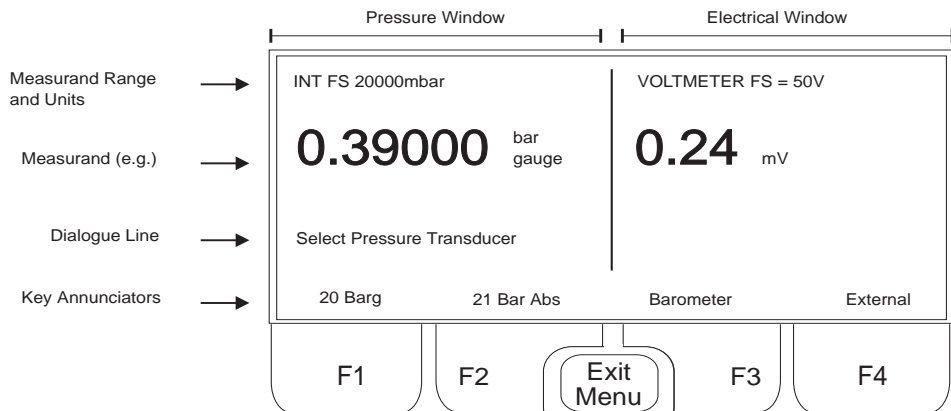 Pressure Window
Electrical Window
Measurand Range
and Units
INT FS 20000mbar
VOLTMETER FS = 50V
Measurand (e.g.)
0.39000
bar
gauge
0.24
mV
Dialogue Line
Select Pressure Transducer
Key Annunciators
20 Barg
21 Bar Abs
Barometer
External
F1
F2
Exit
Menu
F3
F4